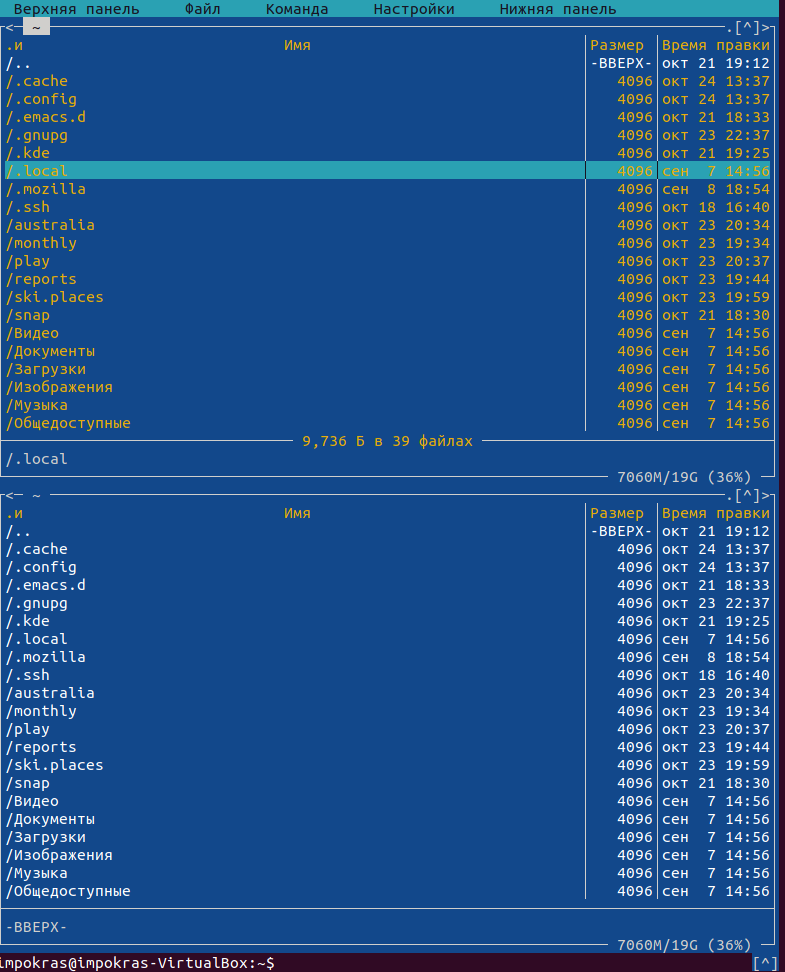 Верхняя панель Файл Команда Настройки Нижняя панель
<─ ~ .[^]>
.и Имя Размер Время правки
/.. -ВВЕРХ- окт 21 19:12
/.cache 4096 окт 24 13:37
/.config 4096 окт 24 13:37
/.emacs.d 4096 окт 21 18:33
/.gnupg 4096 окт 23 22:37
/.kde 4096 окт 21 19:25
/.local 4096 сен 7 14:56
/.mozilla 4096 сен 8 18:54
/.ssh 4096 окт 18 16:40
/australia 4096 окт 23 20:34
/monthly 4096 окт 23 19:34
/play 4096 окт 23 20:37
/reports 4096 окт 23 19:44
/ski.places 4096 окт 23 19:59
/snap 4096 окт 21 18:30
/Видео 4096 сен 7 14:56
/Документы 4096 сен 7 14:56
/Загрузки 4096 сен 7 14:56
/Изображения 4096 сен 7 14:56
/Музыка 4096 сен 7 14:56
/Общедоступные 4096 сен 7 14:56
9,736 Б в 39 файлах
/.local
7060M/19G (36%)
<─ ~ .[^]>
.и Имя Размер Время правки
/.. -ВВЕРХ- окт 21 19:12
/.cache 4096 окт 24 13:37
/.config 4096 окт 24 13:37
/.emacs.d 4096 окт 21 18:33
/.gnupg 4096 окт 23 22:37
/.kde 4096 окт 21 19:25
/.local 4096 сен 7 14:56
/.mozilla 4096 сен 8 18:54
/.ssh 4096 окт 18 16:40
/australia 4096 окт 23 20:34
/monthly 4096 окт 23 19:34
/play 4096 окт 23 20:37
/reports 4096 окт 23 19:44
/ski.places 4096 окт 23 19:59
/snap 4096 окт 21 18:30
/Видео 4096 сен 7 14:56
/Документы 4096 сен 7 14:56
/Загрузки 4096 сен 7 14:56
/Изображения 4096 сен 7 14:56
/Музыка 4096 сен 7 14:56
/Общедоступные 4096 сен 7 14:56
-ВВЕРХ-
7060M/19G (36%)
impokras@impokras-VirtualBox:~$ [^]